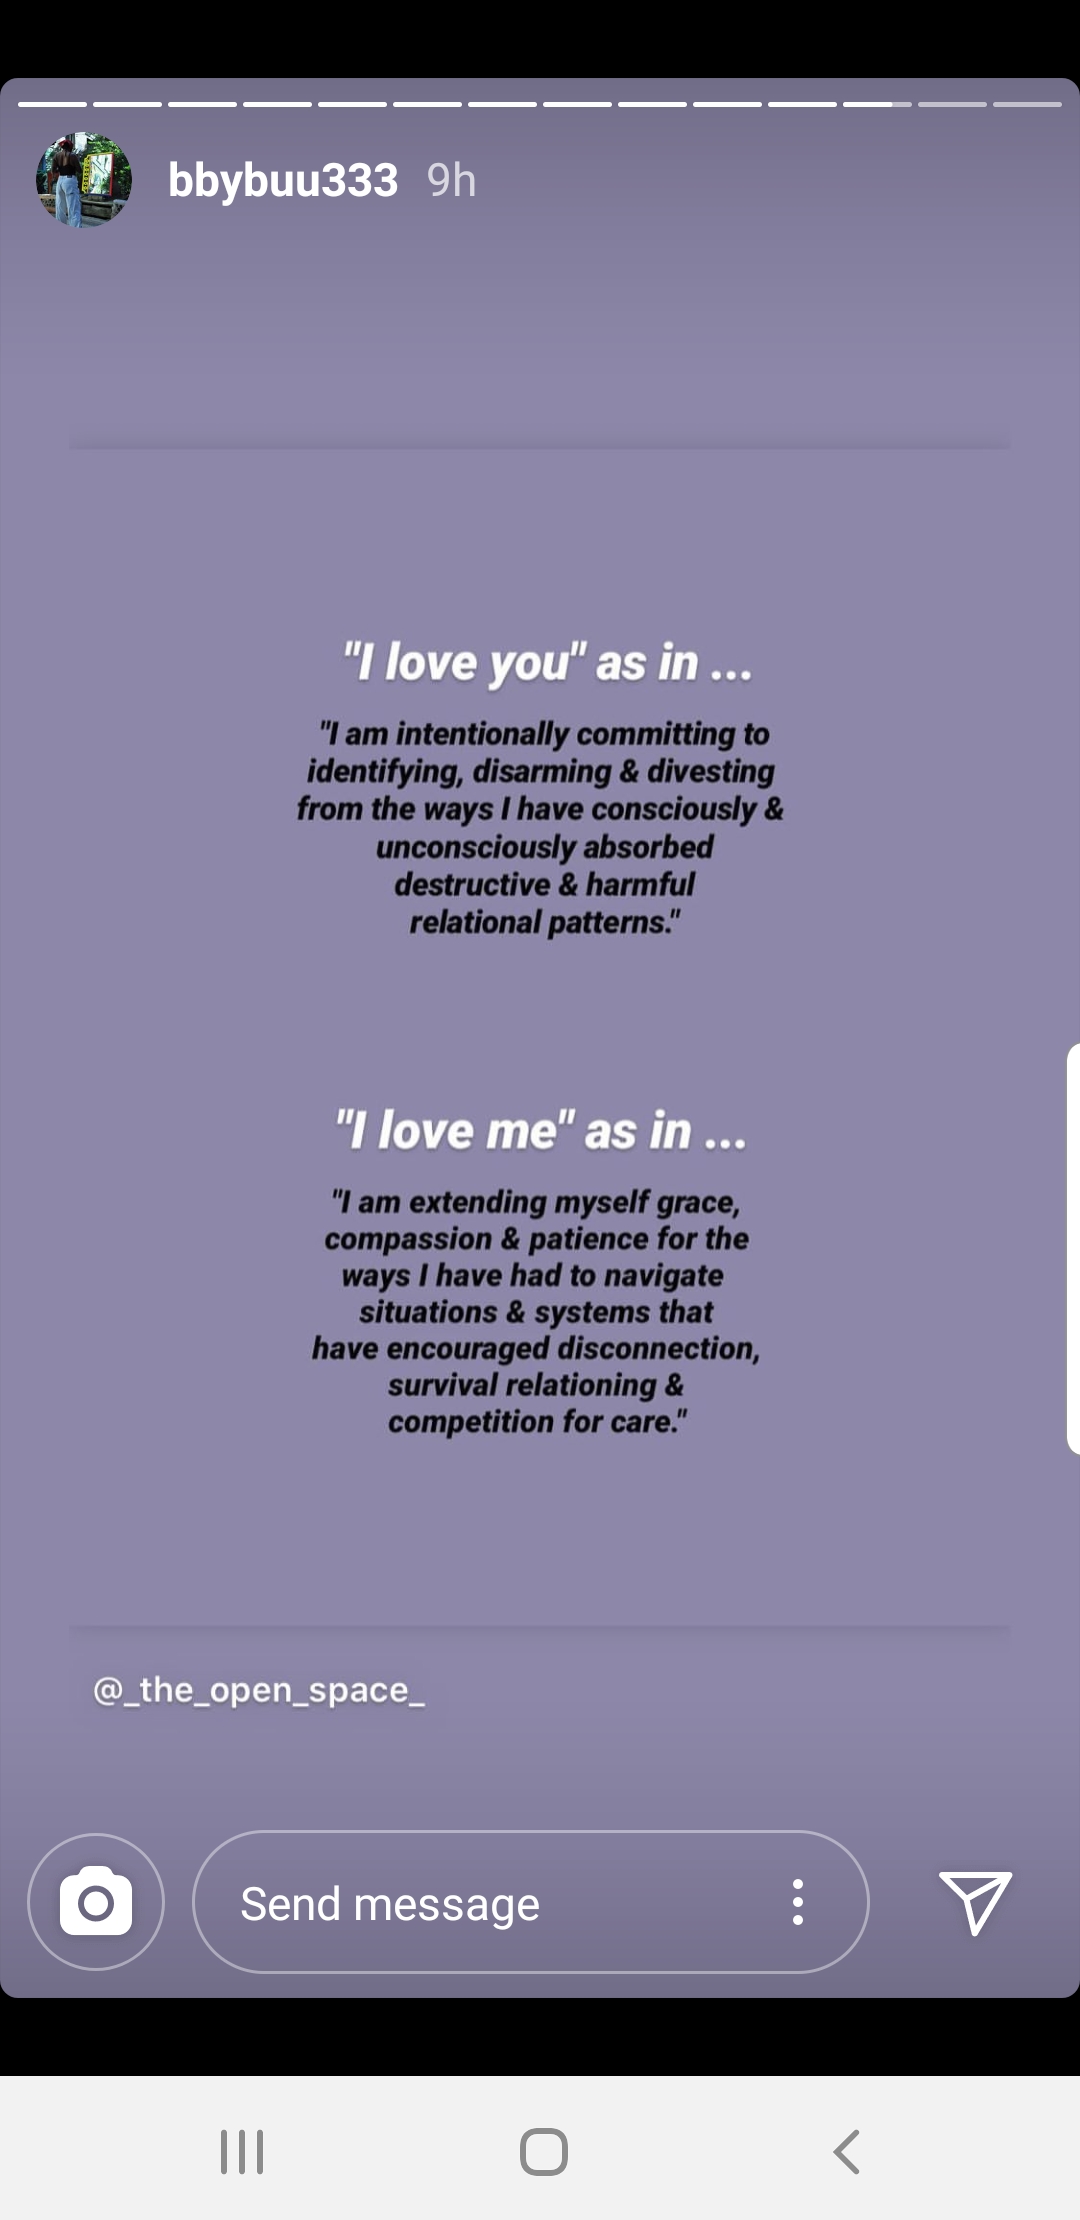 bbybuu333 9h
"I love you" as in ...
"I am intentionally committing to
identifying, disarming & divesting
from the ways I have consciously &
unconsciously absorbed
destructive & harmful
relational patterns."
"I love me" as in ...
"I am extending myself grace,
compassion & patience for the
ways I have had to navigate
situations & systems that
have encouraged disconnection,
survival relationing &
competition for care."
@_the_open_space_
Send message